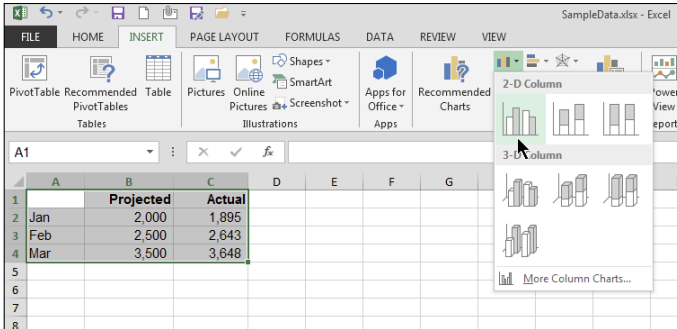 SampleData.xlsx - Excel
FILE HOME INSERT PAGE LAYOUT FORMULAS DATA REVIEW VIEW
PivotTable Recommended PivotTables Table
Tables
Pictures Online Pictures Shapes SmartArt Screenshot
Illustrations
Apps for Office
Apps
Recommended Charts
View
2-D Column
3-D Column
More Column Charts...
A1 fx
A B C D E F G
1 Projected Actual
2 Jan 2,000 1,895
3 Feb 2,500 2,643
4 Mar 3,500 3,648
5
6
7
8